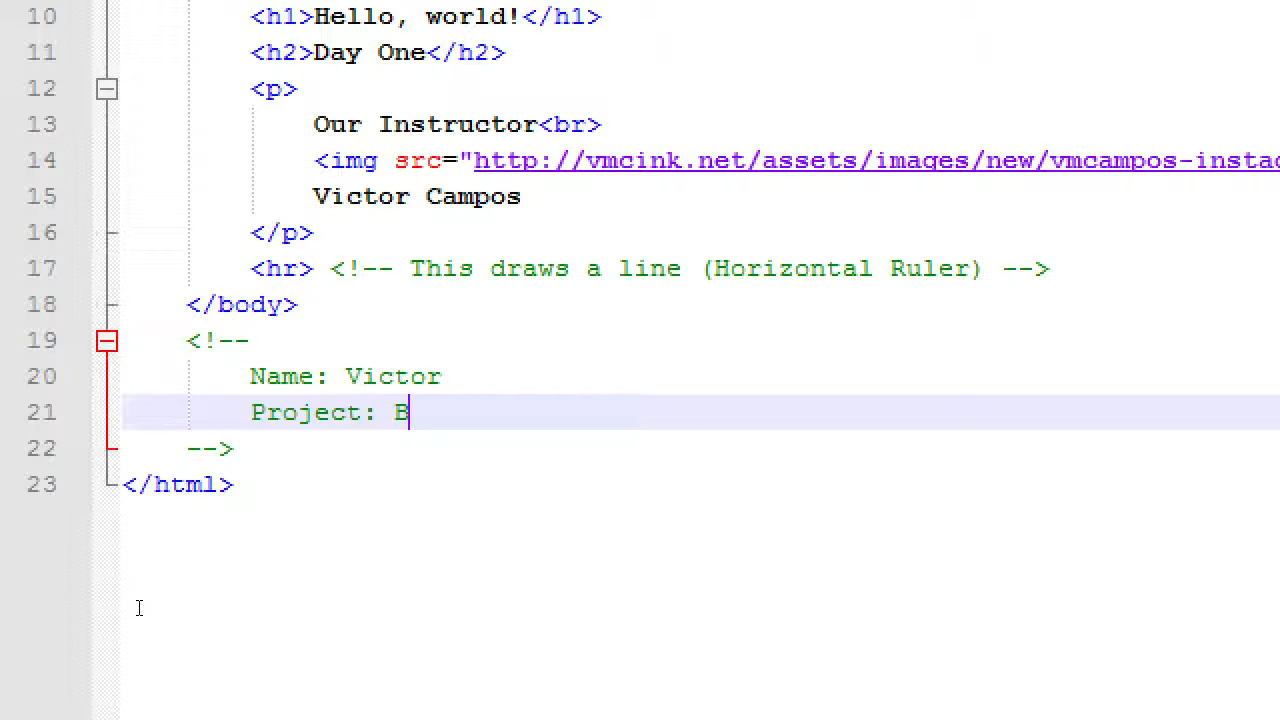 10 <h1>Hello, world!</h1>
11 <h2>Day One</h2>
12 <p>
13 Our Instructor<br>
14 <img src="http://vmcink.net/assets/images/new/vmcampos-instag
15 Victor Campos
16 </p>
17 <hr> <!-- This draws a line (Horizontal Ruler) -->
18 </body>
19 <!--
20 Name: Victor
21 Project: B
22 -->
23 </html>